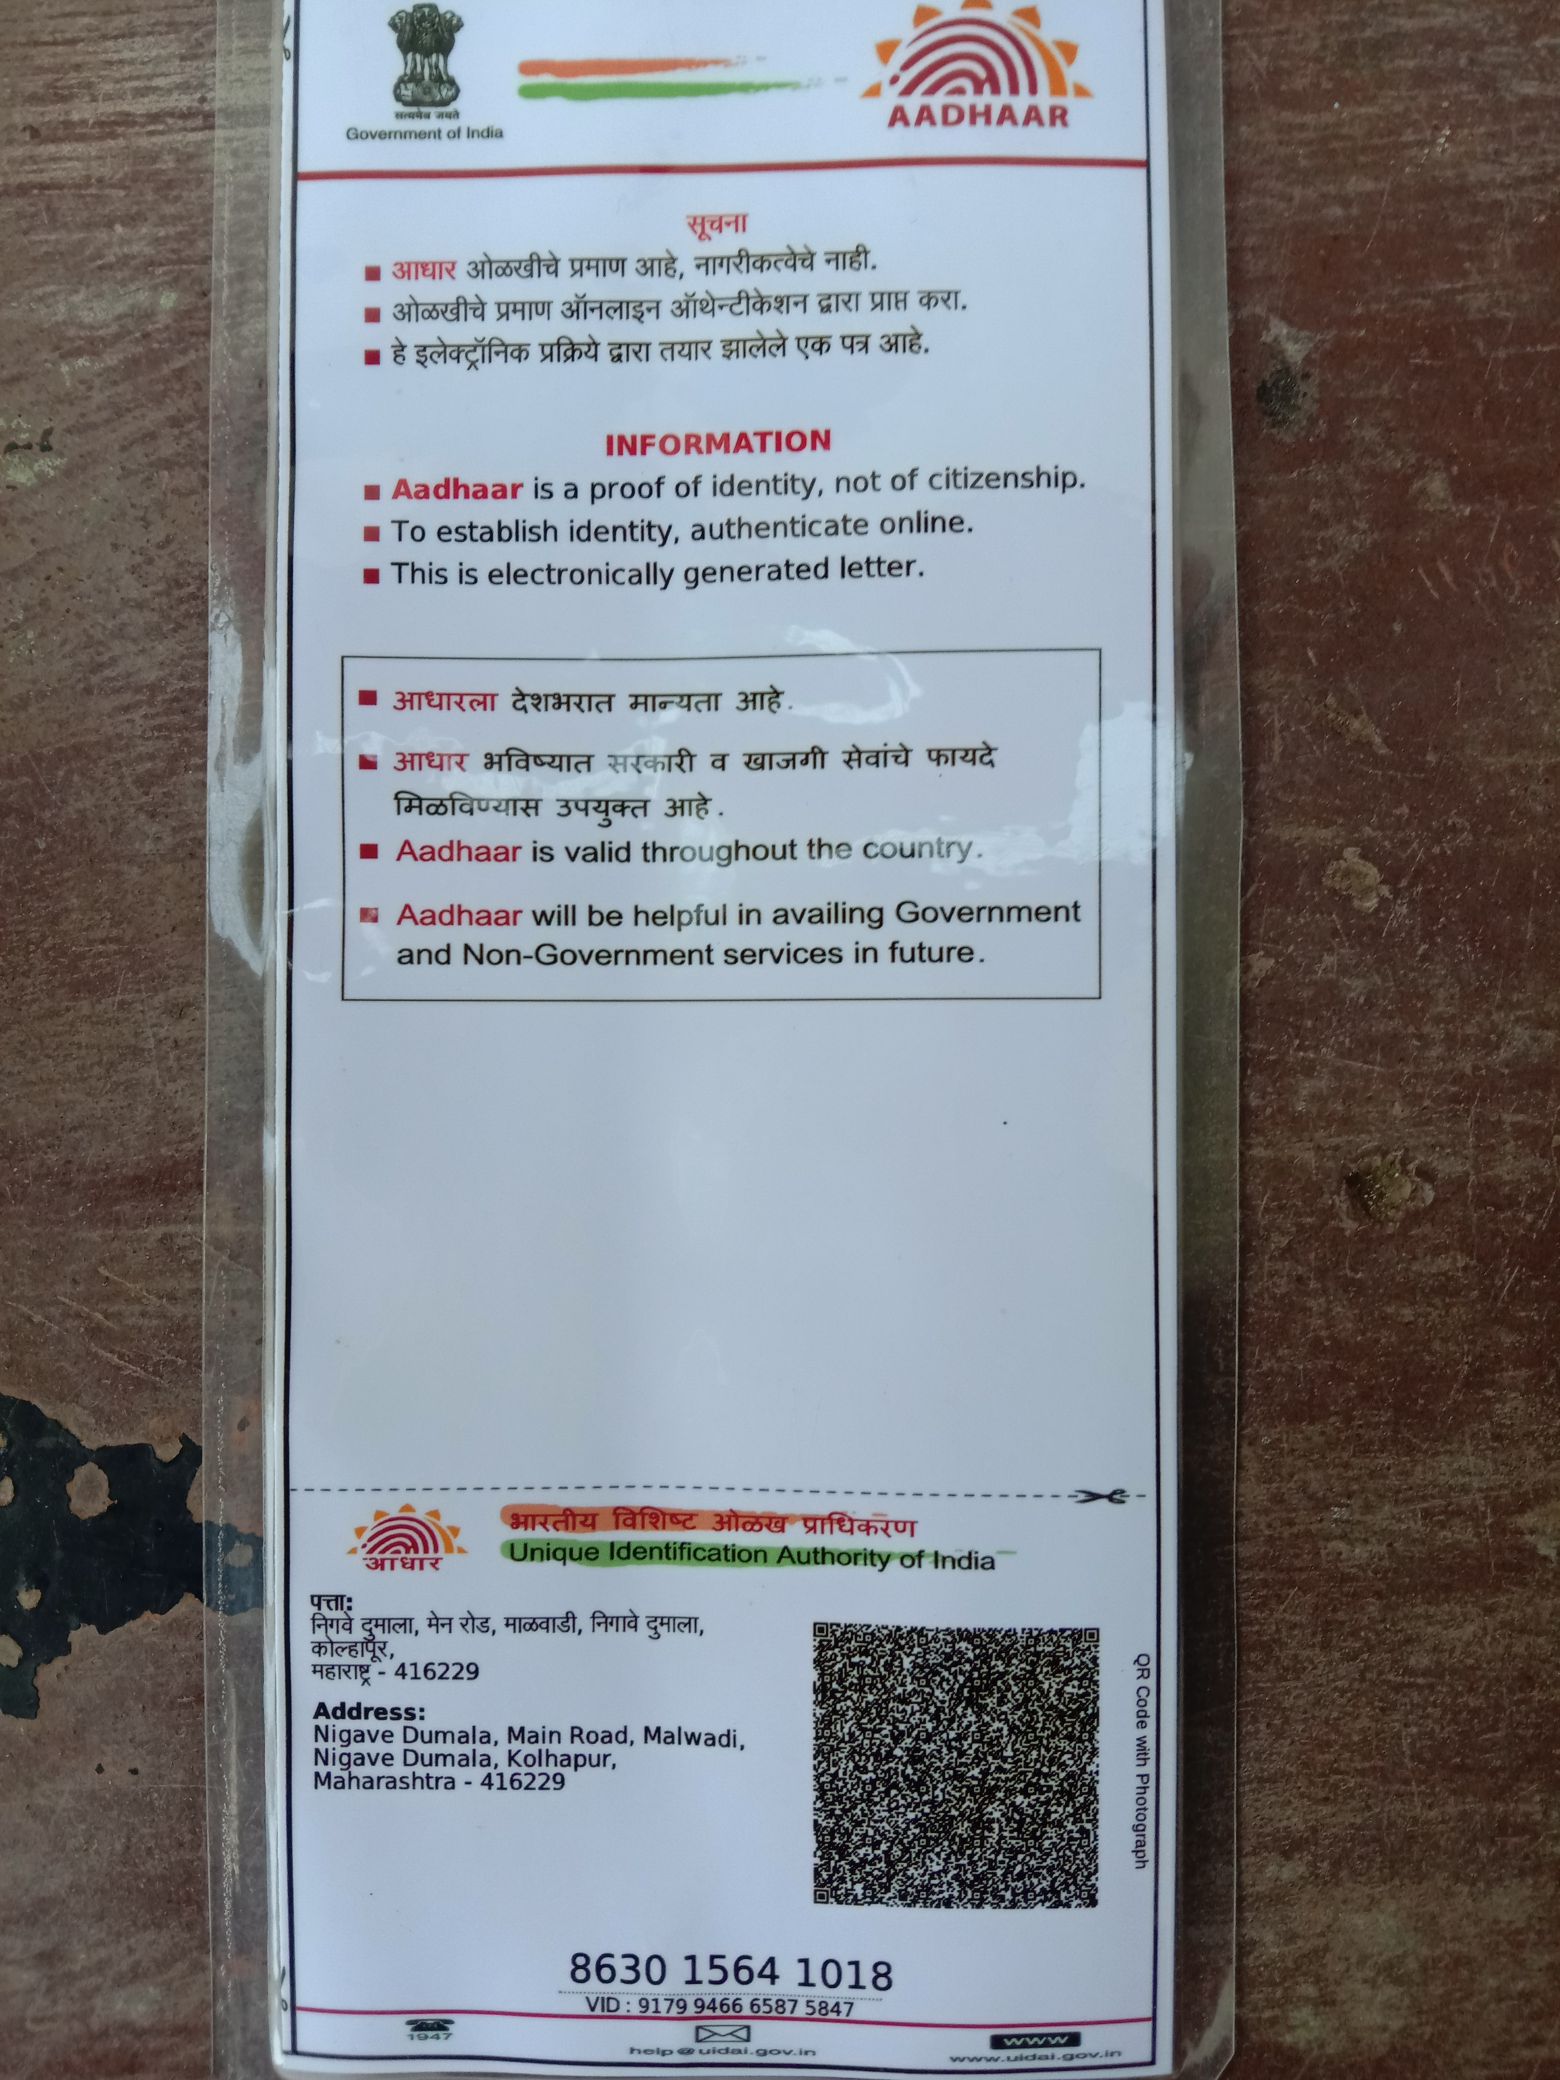 सत्यमेव जयते
Government of India
AADHAAR
सूचना
आधार ओळखीचे प्रमाण आहे, नागरीकत्वेचे नाही.
ओळखीचे प्रमाण ऑनलाइन ऑथेन्टीकेशन द्वारा प्राप्त करा.
हे इलेक्ट्रॉनिक प्रक्रिये द्वारा तयार झालेले एक पत्र आहे.
INFORMATION
Aadhaar is a proof of identity, not of citizenship.
To establish identity, authenticate online.
This is electronically generated letter.
आधारला देशभरात मान्यता आहे.
आधार भविष्यात सरकारी व खाजगी सेवांचे फायदे
मिळविण्यास उपयुक्त आहे.
Aadhaar is valid throughout the country.
Aadhaar will be helpful in availing Government
and Non-Government services in future.
आधार
भारतीय विशिष्ट ओळख प्राधिकरण
Unique Identification Authority of India
पत्ता:
निगवे दुमाला, मेन रोड, माळवाडी, निगावे दुमाला,
कोल्हापूर,
महाराष्ट्र - 416229
Address:
Nigave Dumala, Main Road, Malwadi,
Nigave Dumala, Kolhapur,
Maharashtra - 416229
QR Code with Photograph
8630 1564 1018
VID : 9179 9466 6587 5847
1947
help@uidai.gov.in
www
www.uidai.gov.in